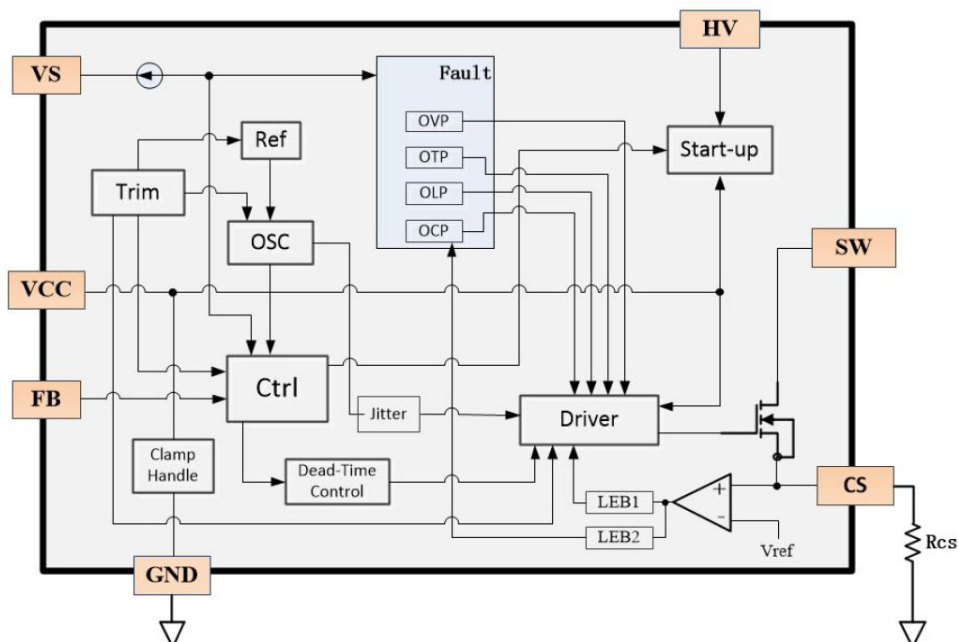 HV
VS
Fault
OVP
OTP
OLP
OCP
Ref
Start-up
Trim
OSC
SW
VCC
Ctrl
FB
Jitter
Driver
Clamp
Handle
Dead-Time
Control
LEB1
LEB2
+
-
Vref
CS
Rcs
GND